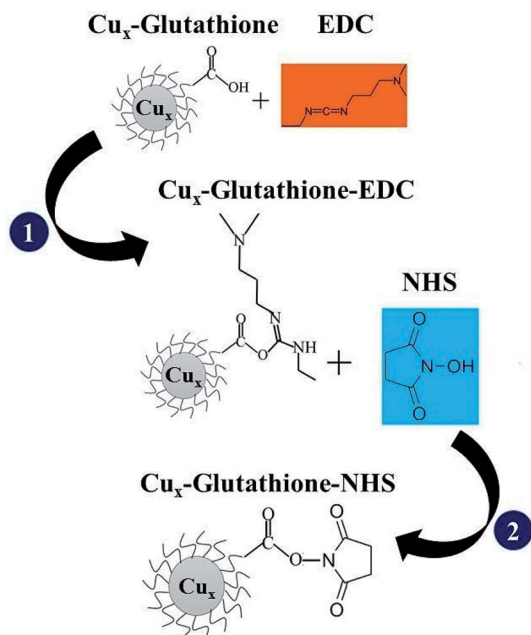 Cuₓ-Glutathione EDC
O
OH
Cuₓ
+
N=C=N
N
1
Cuₓ-Glutathione-EDC
N
NHS
O
N
O
NH
Cuₓ
+
O
N-OH
O
Cuₓ-Glutathione-NHS
2
O
O
O-N
Cuₓ
O